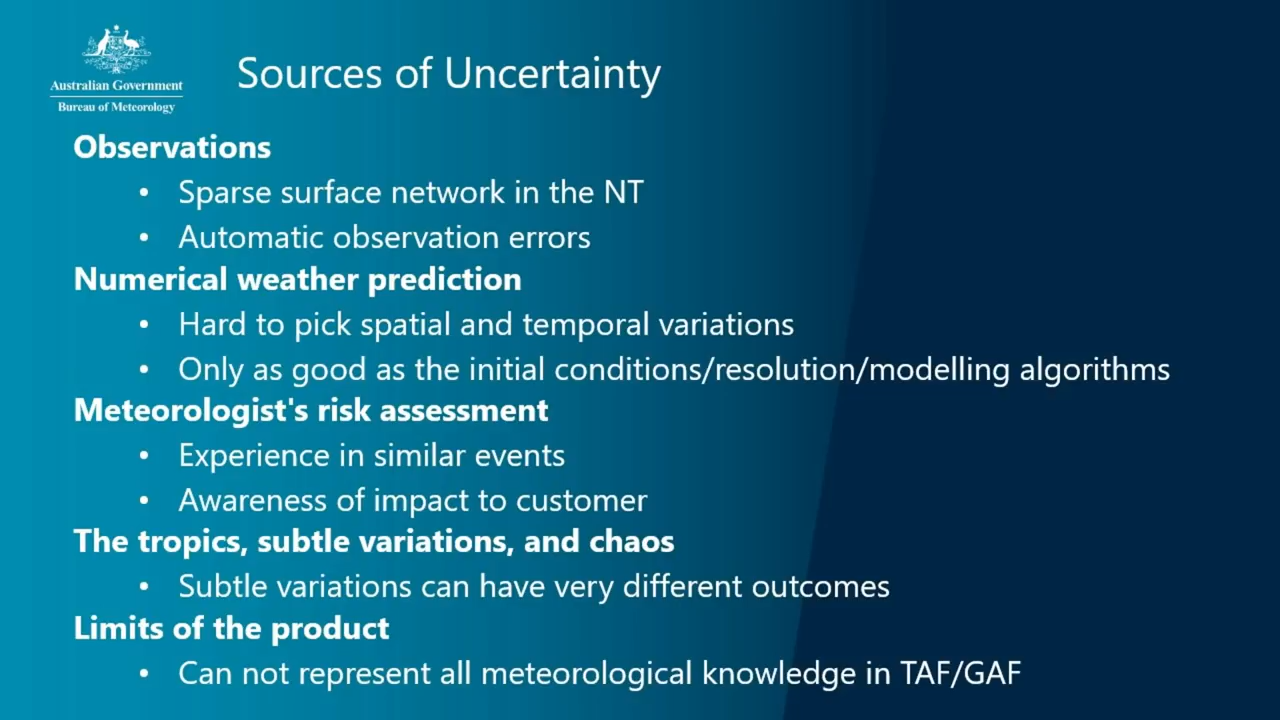 Australian Government
Bureau of Meteorology
Sources of Uncertainty
Observations
• Sparse surface network in the NT
• Automatic observation errors
Numerical weather prediction
• Hard to pick spatial and temporal variations
• Only as good as the initial conditions/resolution/modelling algorithms
Meteorologist's risk assessment
• Experience in similar events
• Awareness of impact to customer
The tropics, subtle variations, and chaos
• Subtle variations can have very different outcomes
Limits of the product
• Can not represent all meteorological knowledge in TAF/GAF